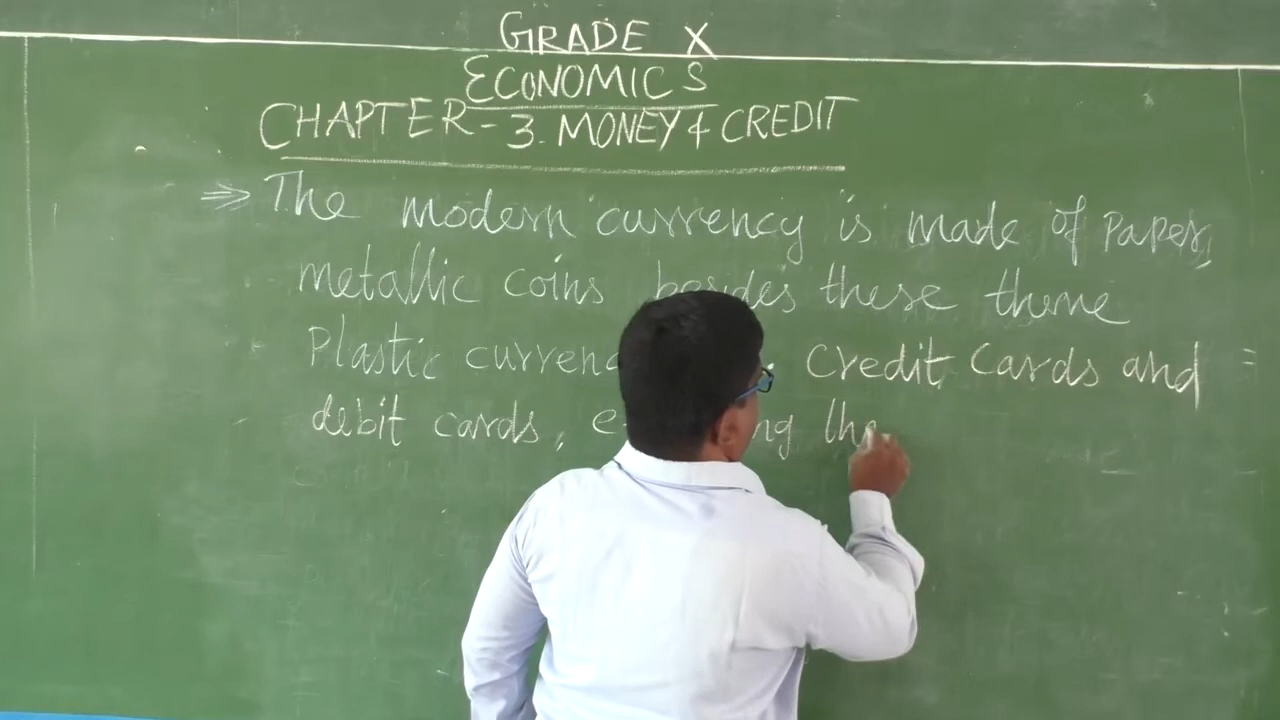 GRADE X
ECONOMICS
CHAPTER-3. MONEY & CREDIT
⇒ The modern currency is made of Paper,
metallic coins besides these theme
Plastic credit cards and
debit cards,